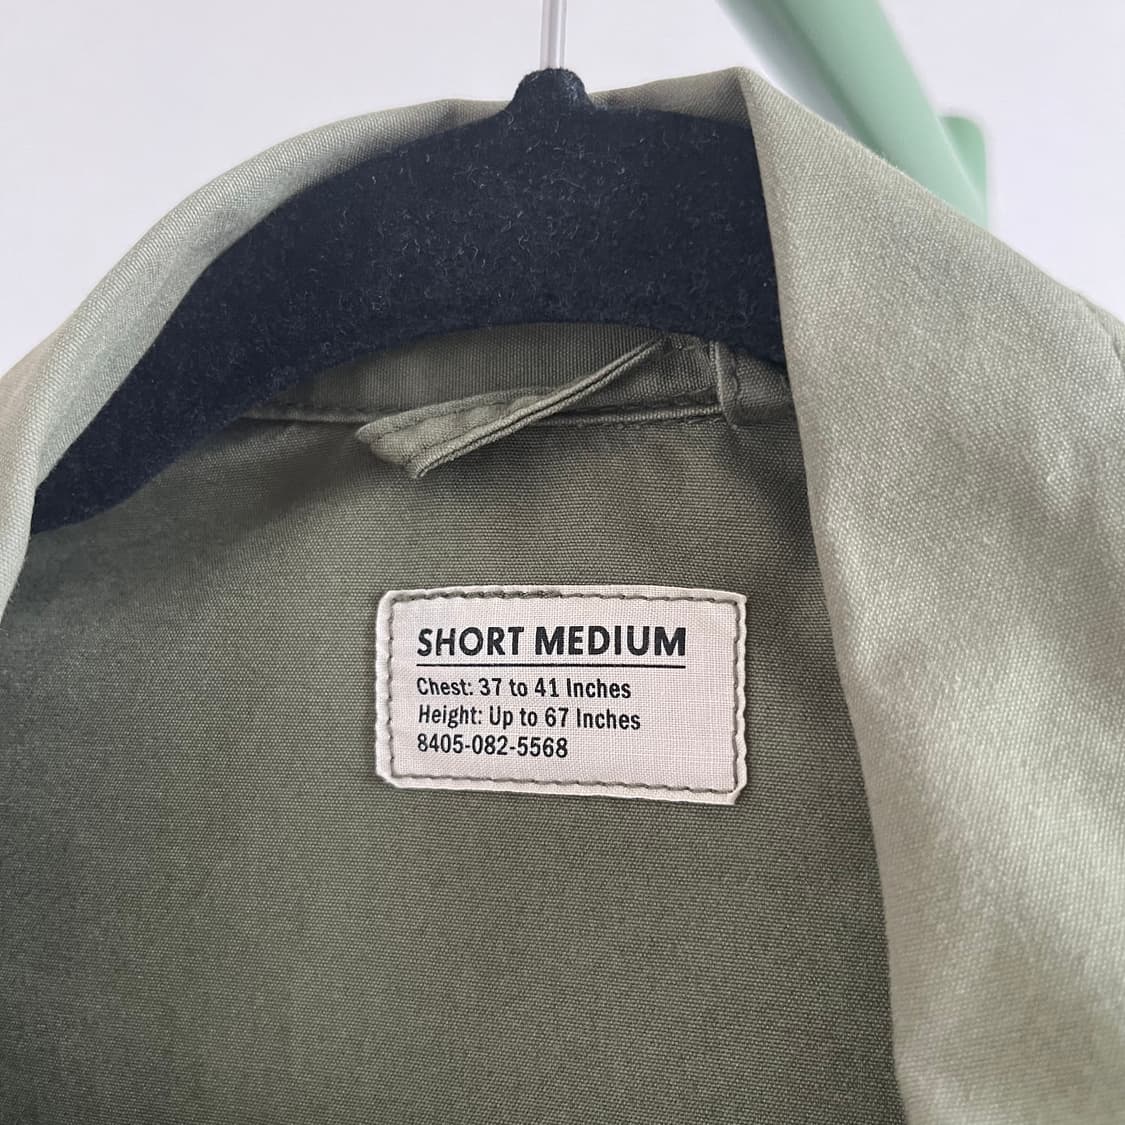 SHORT MEDIUM
Chest: 37 to 41 Inches
Height: Up to 67 Inches
8405-082-5568